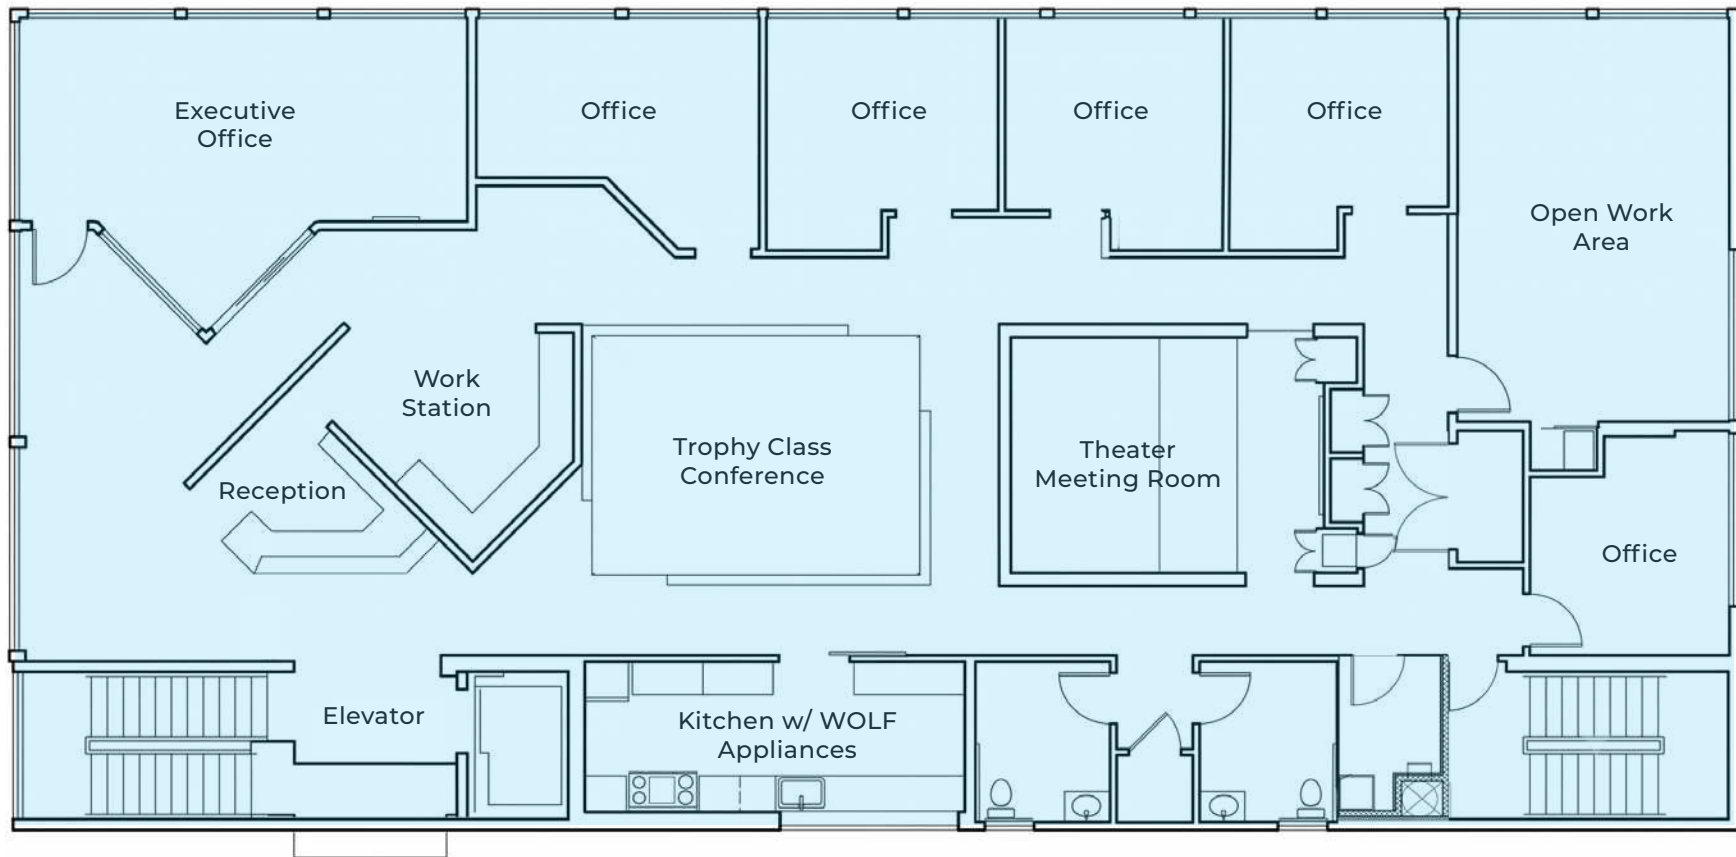 Executive
Office
Office
Office
Office
Office
Open Work
Area
Work
Station
Trophy Class
Conference
Theater
Meeting Room
Reception
Office
Elevator
Kitchen w/ WOLF
Appliances